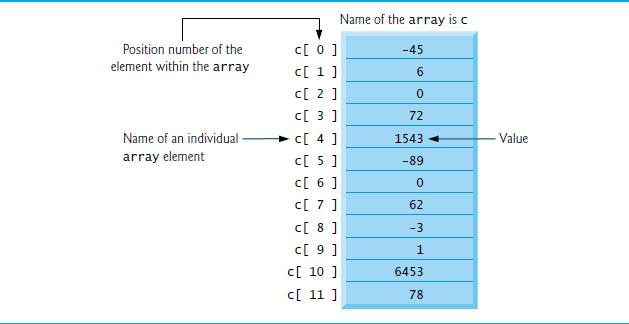 Name of the array is c
Position number of the
element within the array
c[ 0 ] -45
c[ 1 ] 6
c[ 2 ] 0
c[ 3 ] 72
Name of an individual
array element
c[ 4 ] 1543 Value
c[ 5 ] -89
c[ 6 ] 0
c[ 7 ] 62
c[ 8 ] -3
c[ 9 ] 1
c[ 10 ] 6453
c[ 11 ] 78